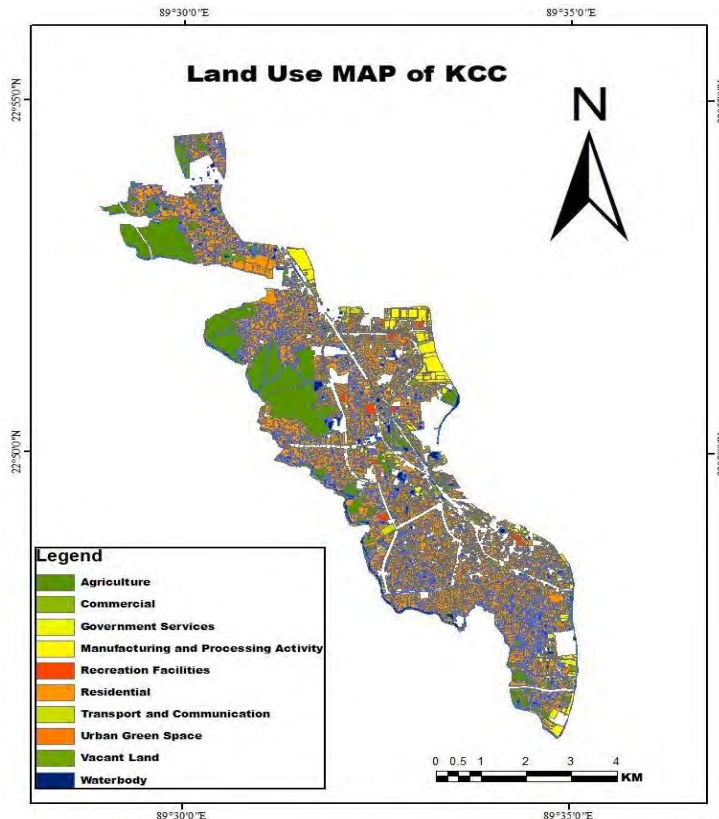 89°30'0"E 89°35'0"E
Land Use MAP of KCC
22°55'0"N
N
22°50'0"N
Legend
Agriculture
Commercial
Government Services
Manufacturing and Processing Activity
Recreation Facilities
Residential
Transport and Communication
Urban Green Space
Vacant Land
Waterbody
0 0.5 1 2 3 4
KM
89°30'0"E 89°35'0"E